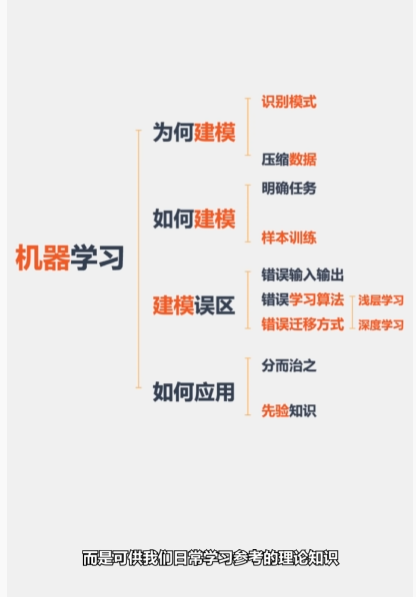 机器学习
为何建模
识别模式
压缩数据
如何建模
明确任务
样本训练
建模误区
错误输入输出
错误学习算法
错误迁移方式
浅层学习
深度学习
如何应用
分而治之
先验知识
而是可供我们日常学习参考的理论知识